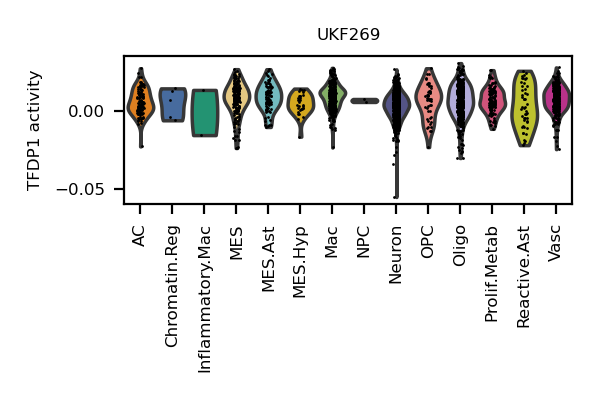 UKF269
TFDP1 activity
0.00
−0.05
AC
Chromatin.Reg
Inflammatory.Mac
MES
MES.Ast
MES.Hyp
Mac
NPC
Neuron
OPC
Oligo
Prolif.Metab
Reactive.Ast
Vasc